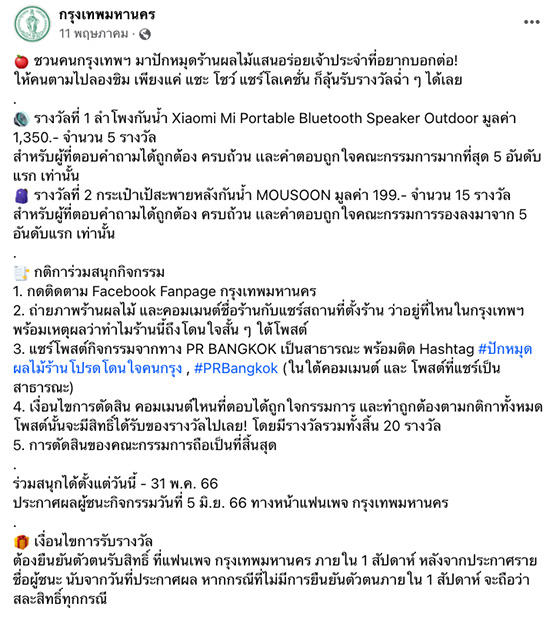 กรุงเทพมหานคร
11 พฤษภาคม ·
🍎 ชวนคนกรุงเทพฯ มาปักหมุดร้านผลไม้แสนอร่อยเจ้าประจำที่อยากบอกต่อ!
ให้คนตามไปลองชิม เพียงแค่ แชะ โชว์ แชร์โลเคชั่น ก็ลุ้นรับรางวัลฉ่ำ ๆ ได้เลย
.
🔊 รางวัลที่ 1 ลำโพงกันน้ำ Xiaomi Mi Portable Bluetooth Speaker Outdoor มูลค่า
1,350.- จำนวน 5 รางวัล
สำหรับผู้ที่ตอบคำถามได้ถูกต้อง ครบถ้วน และคำตอบถูกใจคณะกรรมการมากที่สุด 5 อันดับ
แรก เท่านั้น
🎒 รางวัลที่ 2 กระเป๋าเป้สะพายหลังกันน้ำ MOUSOON มูลค่า 199.- จำนวน 15 รางวัล
สำหรับผู้ที่ตอบคำถามได้ถูกต้อง ครบถ้วน และคำตอบถูกใจคณะกรรมการรองลงมาจาก 5
อันดับแรก เท่านั้น
.
📑 กติการ่วมสนุกกิจกรรม
1. กดติดตาม Facebook Fanpage กรุงเทพมหานคร
2. ถ่ายภาพร้านผลไม้ และคอมเมนต์ชื่อร้านกับแชร์สถานที่ตั้งร้าน ว่าอยู่ที่ไหนในกรุงเทพฯ
พร้อมเหตุผลว่าทำไมร้านนี้ถึงโดนใจสั้น ๆ ใต้โพสต์
3. แชร์โพสต์กิจกรรมจากทาง PR BANGKOK เป็นสาธารณะ พร้อมติด Hashtag #ปักหมุด
ผลไม้ร้านโปรดโดนใจคนกรุง , #PRBangkok (ในใต้คอมเมนต์ และ โพสต์ที่แชร์เป็น
สาธารณะ)
4. เงื่อนไขการตัดสิน คอมเมนต์ไหนที่ตอบได้ถูกใจกรรมการ และทำถูกต้องตามกติกาทั้งหมด
โพสต์นั้นจะมีสิทธิ์ได้รับของรางวัลไปเลย! โดยมีรางวัลรวมทั้งสิ้น 20 รางวัล
5. การตัดสินของคณะกรรมการถือเป็นที่สิ้นสุด
.
ร่วมสนุกได้ตั้งแต่วันนี้ - 31 พ.ค. 66
ประกาศผลผู้ชนะกิจกรรมวันที่ 5 มิ.ย. 66 ทางหน้าแฟนเพจ กรุงเทพมหานคร
.
🎁 เงื่อนไขการรับรางวัล
ต้องยืนยันตัวตนรับสิทธิ์ ที่แฟนเพจ กรุงเทพมหานคร ภายใน 1 สัปดาห์ หลังจากประกาศราย
ชื่อผู้ชนะ นับจากวันที่ประกาศผล หากกรณีที่ไม่มีการยืนยันตัวตนภายใน 1 สัปดาห์ จะถือว่า
สละสิทธิ์ทุกกรณี